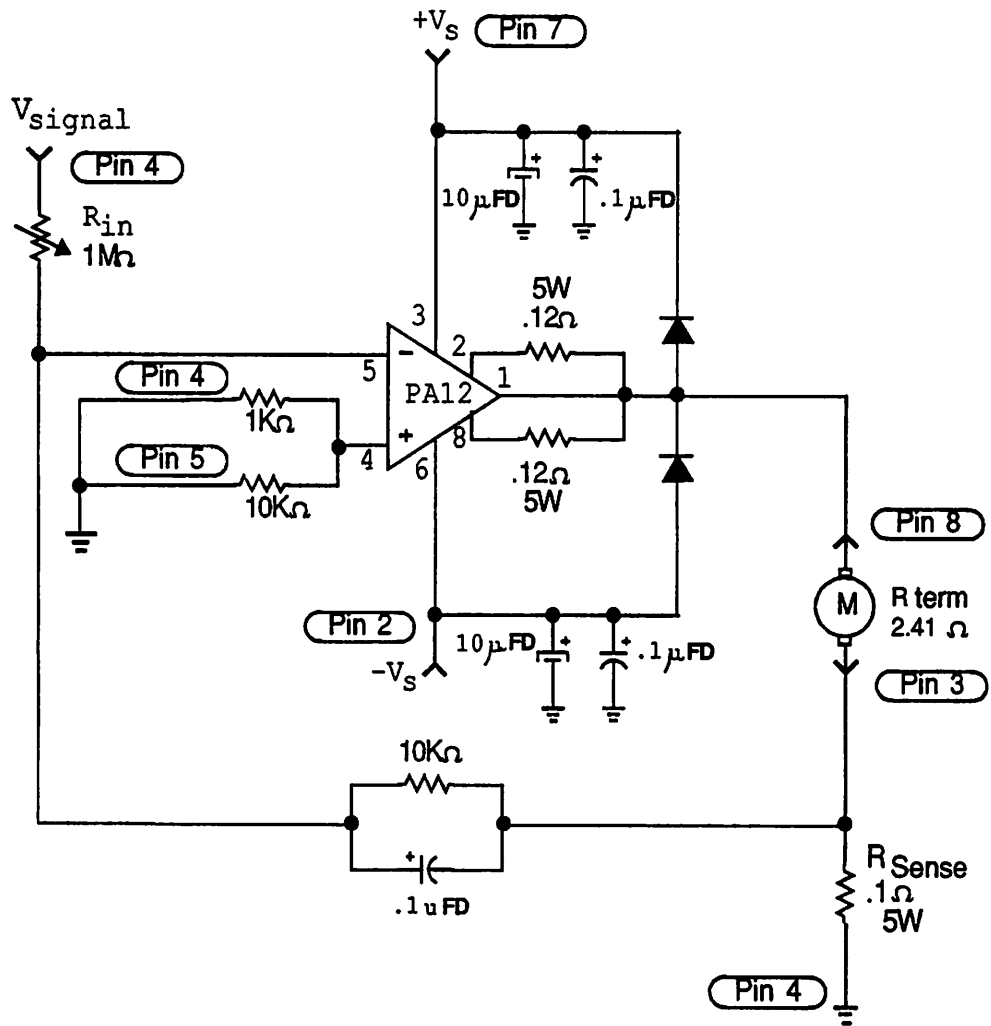 +Vs
Pin 7
Vsignal
Pin 4
Rin
1MΩ
10µFD
+
.1µFD
+
5W
.12Ω
3
2
1
5
−
PA12
Pin 4
1KΩ
+
4
8
6
Pin 5
10KΩ
.12Ω
5W
Pin 8
M
R term
2.41 Ω
Pin 2
10µFD
+
.1µFD
+
−Vs
Pin 3
10KΩ
+
.1uFD
R Sense
.1Ω
5W
Pin 4